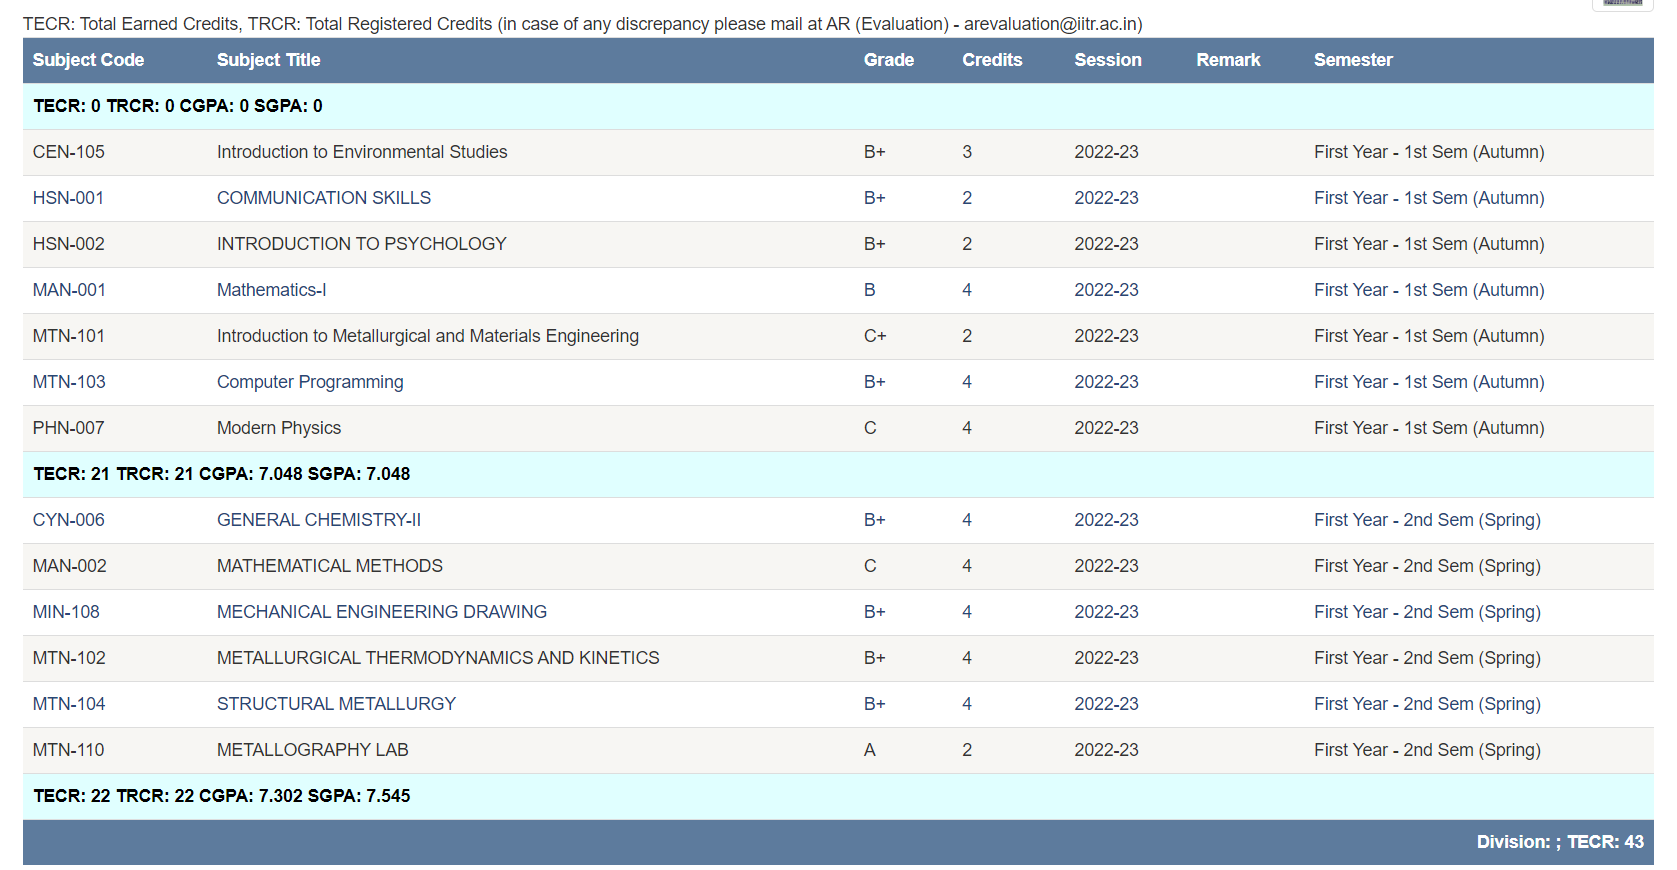 TECR: Total Earned Credits, TRCR: Total Registered Credits (in case of any discrepancy please mail at AR (Evaluation) - arevaluation@iitr.ac.in)
Subject Code Subject Title Grade Credits Session Remark Semester
TECR: 0 TRCR: 0 CGPA: 0 SGPA: 0
CEN-105 Introduction to Environmental Studies B+ 3 2022-23 First Year - 1st Sem (Autumn)
HSN-001 COMMUNICATION SKILLS B+ 2 2022-23 First Year - 1st Sem (Autumn)
HSN-002 INTRODUCTION TO PSYCHOLOGY B+ 2 2022-23 First Year - 1st Sem (Autumn)
MAN-001 Mathematics-I B 4 2022-23 First Year - 1st Sem (Autumn)
MTN-101 Introduction to Metallurgical and Materials Engineering C+ 2 2022-23 First Year - 1st Sem (Autumn)
MTN-103 Computer Programming B+ 4 2022-23 First Year - 1st Sem (Autumn)
PHN-007 Modern Physics C 4 2022-23 First Year - 1st Sem (Autumn)
TECR: 21 TRCR: 21 CGPA: 7.048 SGPA: 7.048
CYN-006 GENERAL CHEMISTRY-II B+ 4 2022-23 First Year - 2nd Sem (Spring)
MAN-002 MATHEMATICAL METHODS C 4 2022-23 First Year - 2nd Sem (Spring)
MIN-108 MECHANICAL ENGINEERING DRAWING B+ 4 2022-23 First Year - 2nd Sem (Spring)
MTN-102 METALLURGICAL THERMODYNAMICS AND KINETICS B+ 4 2022-23 First Year - 2nd Sem (Spring)
MTN-104 STRUCTURAL METALLURGY B+ 4 2022-23 First Year - 2nd Sem (Spring)
MTN-110 METALLOGRAPHY LAB A 2 2022-23 First Year - 2nd Sem (Spring)
TECR: 22 TRCR: 22 CGPA: 7.302 SGPA: 7.545
Division: ; TECR: 43